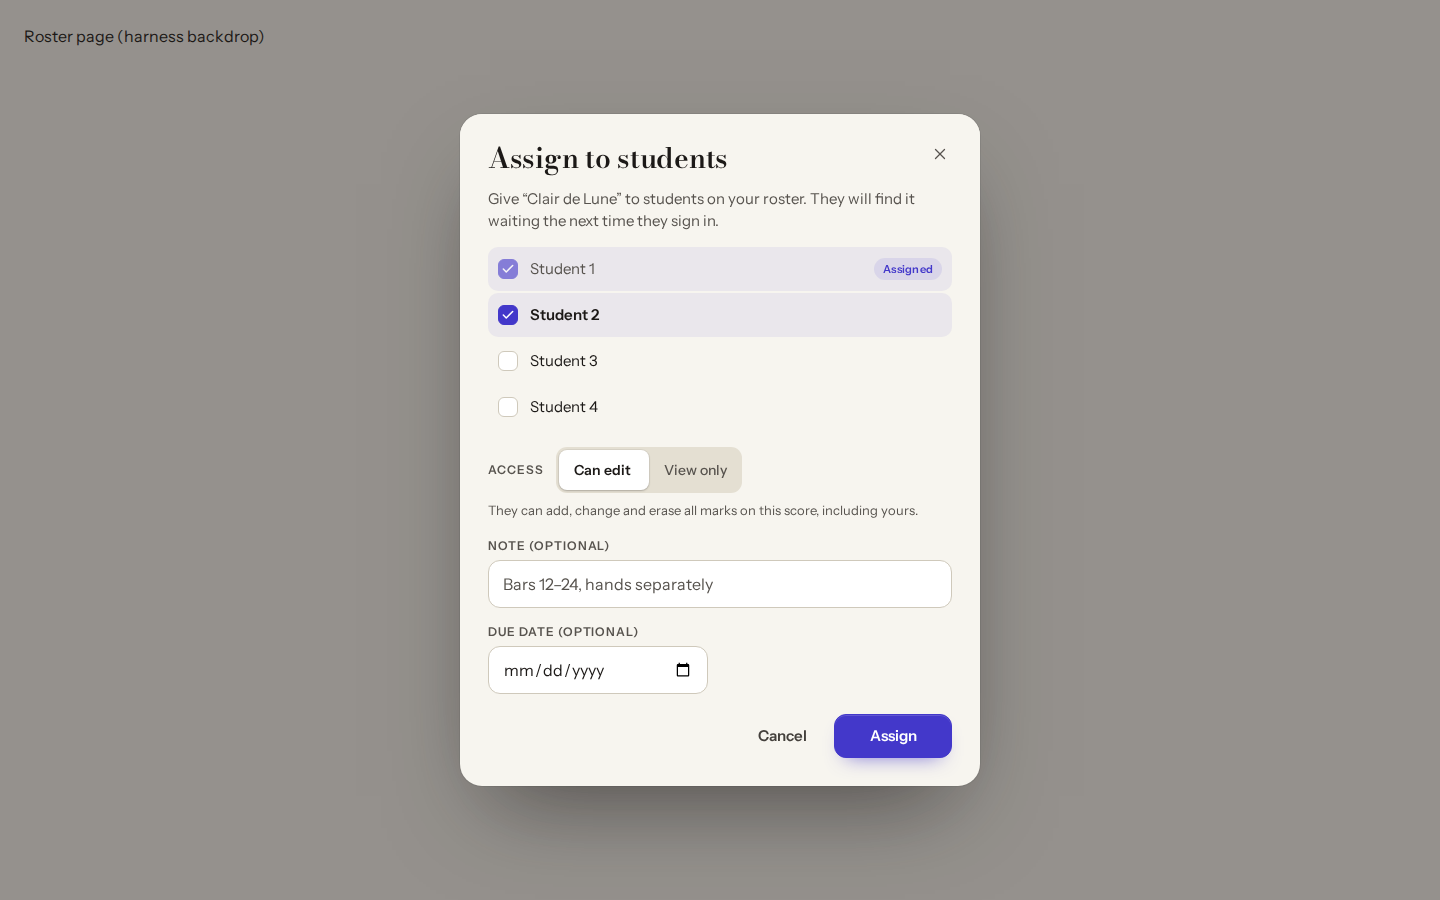 Roster page (harness backdrop)
Assign to students
Give “Clair de Lune” to students on your roster. They will find it
waiting the next time they sign in.
Student 1 Assigned
Student 2
Student 3
Student 4
ACCESS Can edit View only
They can add, change and erase all marks on this score, including yours.
NOTE (OPTIONAL)
Bars 12–24, hands separately
DUE DATE (OPTIONAL)
mm/dd/yyyy
Cancel Assign